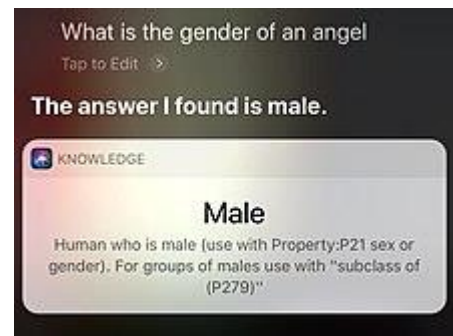 What is the gender of an angel
Tap to Edit
The answer I found is male.
KNOWLEDGE
Male
Human who is male (use with Property:P21 sex or
gender). For groups of males use with "subclass of
(P279)"